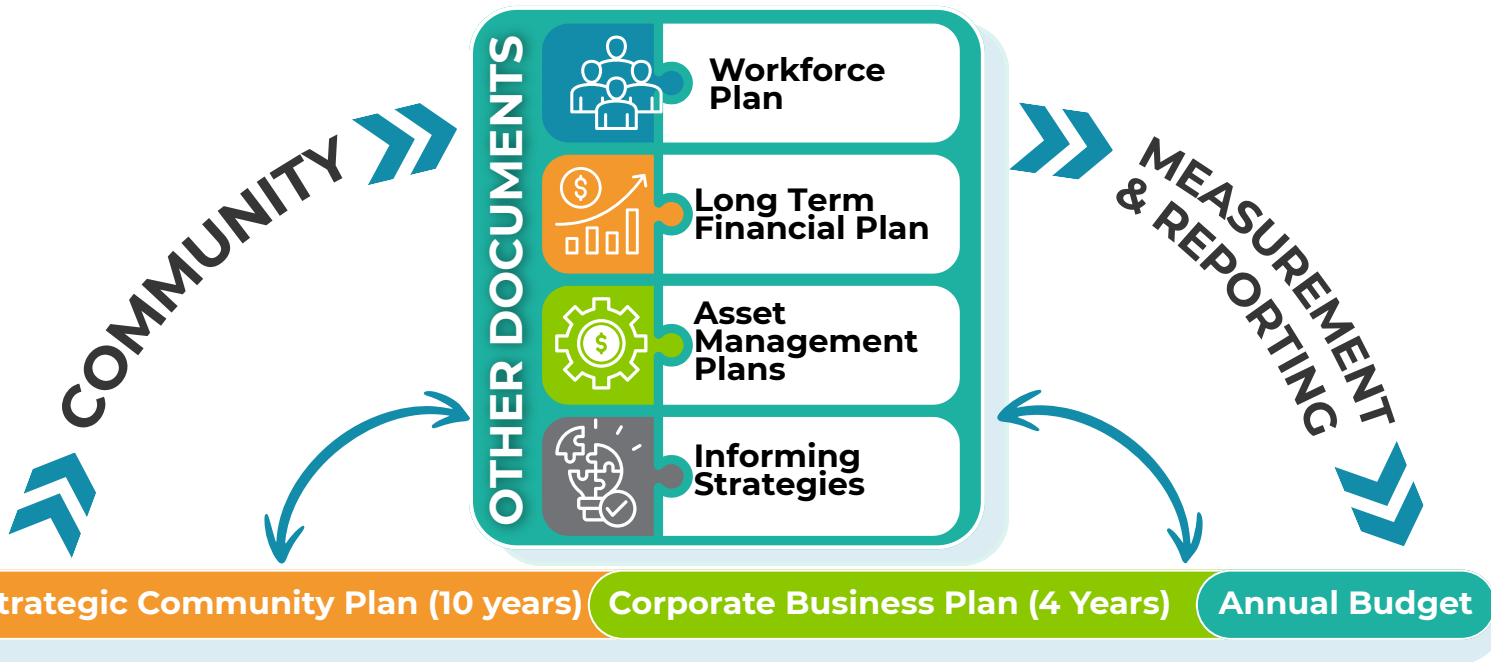 COMMUNITY
OTHER DOCUMENTS
Workforce
Plan
Long Term
Financial Plan
Asset
Management
Plans
Informing
Strategies
MEASUREMENT
& REPORTING
trategic Community Plan (10 years)
Corporate Business Plan (4 Years)
Annual Budget
$
$